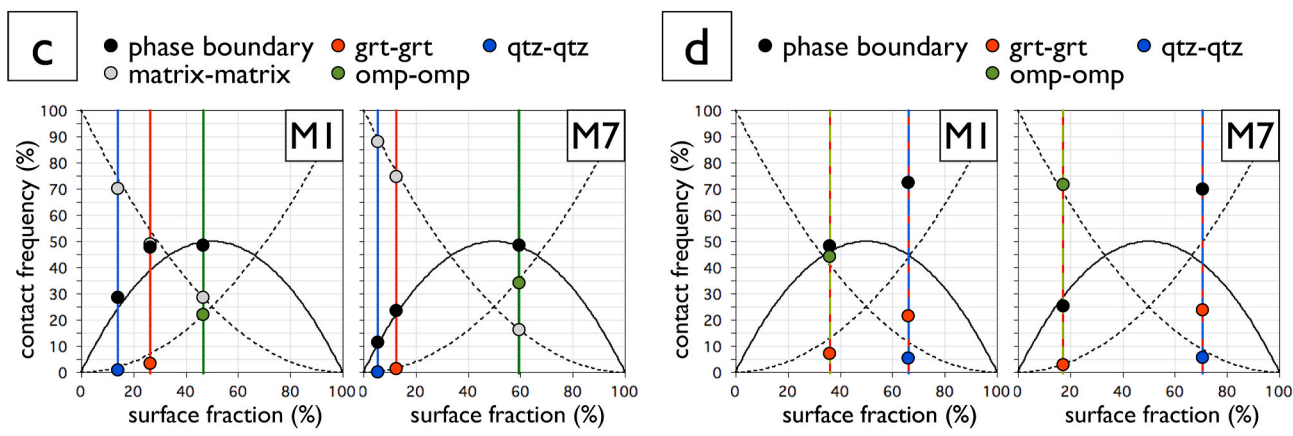 c
phase boundary grt-grt qtz-qtz
matrix-matrix omp-omp
M1
M7
contact frequency (%)
100
90
80
70
60
50
40
30
20
10
0
0 20 40 60 80 100
0 20 40 60 80 100
surface fraction (%) surface fraction (%)
d
phase boundary grt-grt qtz-qtz
omp-omp
M1
M7
contact frequency (%)
100
90
80
70
60
50
40
30
20
10
0
0 20 40 60 80 100
0 20 40 60 80 100
surface fraction (%) surface fraction (%)